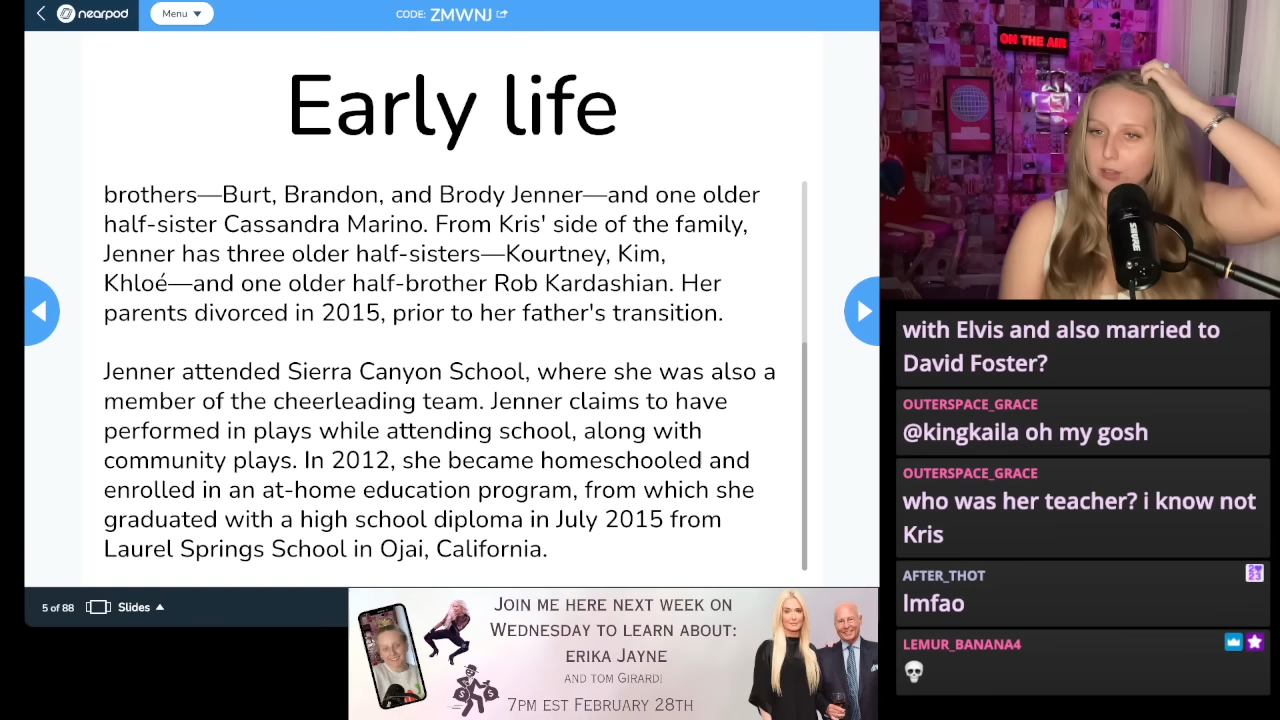 nearpod
Menu
CODE: ZMWNJ
ON THE AIR
Early life
brothers—Burt, Brandon, and Brody Jenner—and one older
half-sister Cassandra Marino. From Kris' side of the family,
Jenner has three older half-sisters—Kourtney, Kim,
Khloé—and one older half-brother Rob Kardashian. Her
parents divorced in 2015, prior to her father's transition.
Jenner attended Sierra Canyon School, where she was also a
member of the cheerleading team. Jenner claims to have
performed in plays while attending school, along with
community plays. In 2012, she became homeschooled and
enrolled in an at-home education program, from which she
graduated with a high school diploma in July 2015 from
Laurel Springs School in Ojai, California.
5 of 88
Slides
JOIN ME HERE NEXT WEEK ON
WEDNESDAY TO LEARN ABOUT:
ERIKA JAYNE
AND TOM GIRARDI
7PM EST FEBRUARY 28TH
SHURE
with Elvis and also married to
David Foster?
OUTERSPACE_GRACE
@kingkaila oh my gosh
OUTERSPACE_GRACE
who was her teacher? i know not
Kris
AFTER_THOT
lmfao
LEMUR_BANANA4